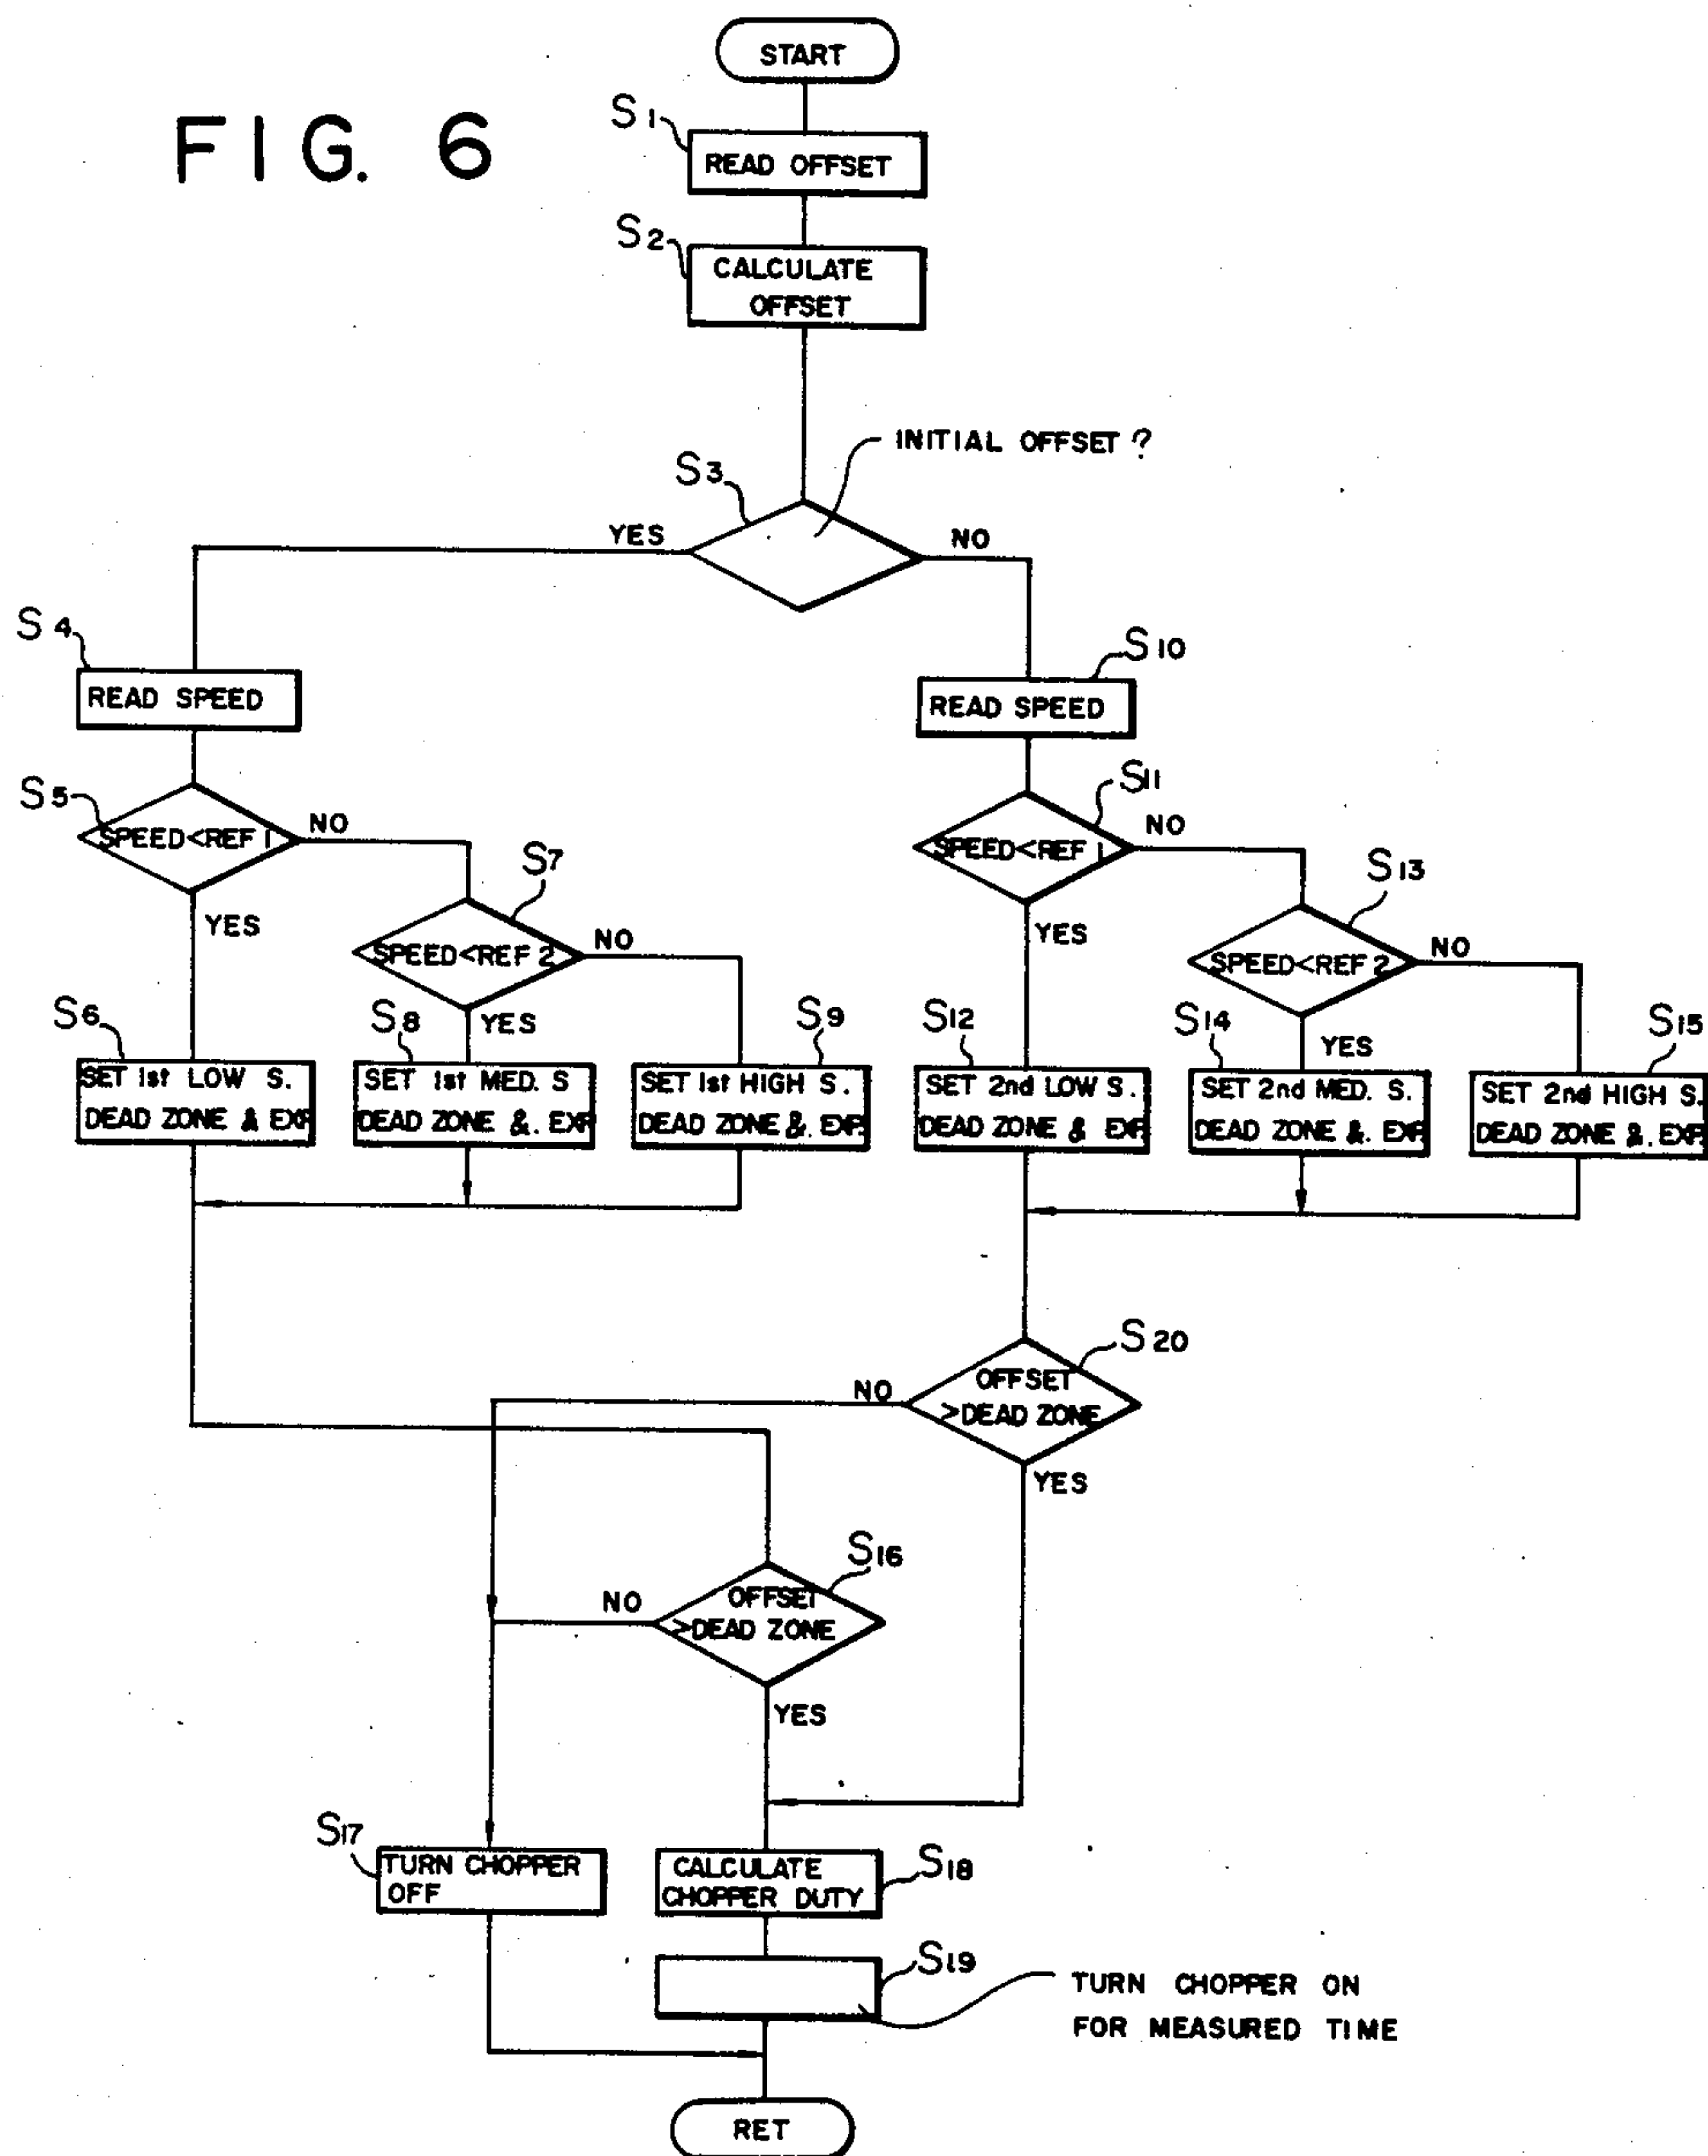 FIG. 6
START
S1
READ OFFSET
S2
CALCULATE
OFFSET
INITIAL OFFSET ?
S3
YES
NO
S4
READ SPEED
S10
READ SPEED
S5
SPEED<REF 1
NO
YES
S7
SPEED<REF 2
NO
YES
S11
SPEED<REF 1
NO
YES
S13
SPEED<REF 2
NO
YES
S6
SET 1st LOW S.
DEAD ZONE & EXP.
S8
SET 1st MED. S
DEAD ZONE &. EXP.
S9
SET 1st HIGH S.
DEAD ZONE &. EXP.
S12
SET 2nd LOW S.
DEAD ZONE & EXP.
S14
SET 2nd MED. S.
DEAD ZONE &. EXP.
S15
SET 2nd HIGH S.
DEAD ZONE &. EXP.
S20
OFFSET
>DEAD ZONE
NO
YES
S16
OFFSET
>DEAD ZONE
NO
YES
S17
TURN CHOPPER
OFF
S18
CALCULATE
CHOPPER DUTY
S19
TURN CHOPPER ON
FOR MEASURED TIME
RET